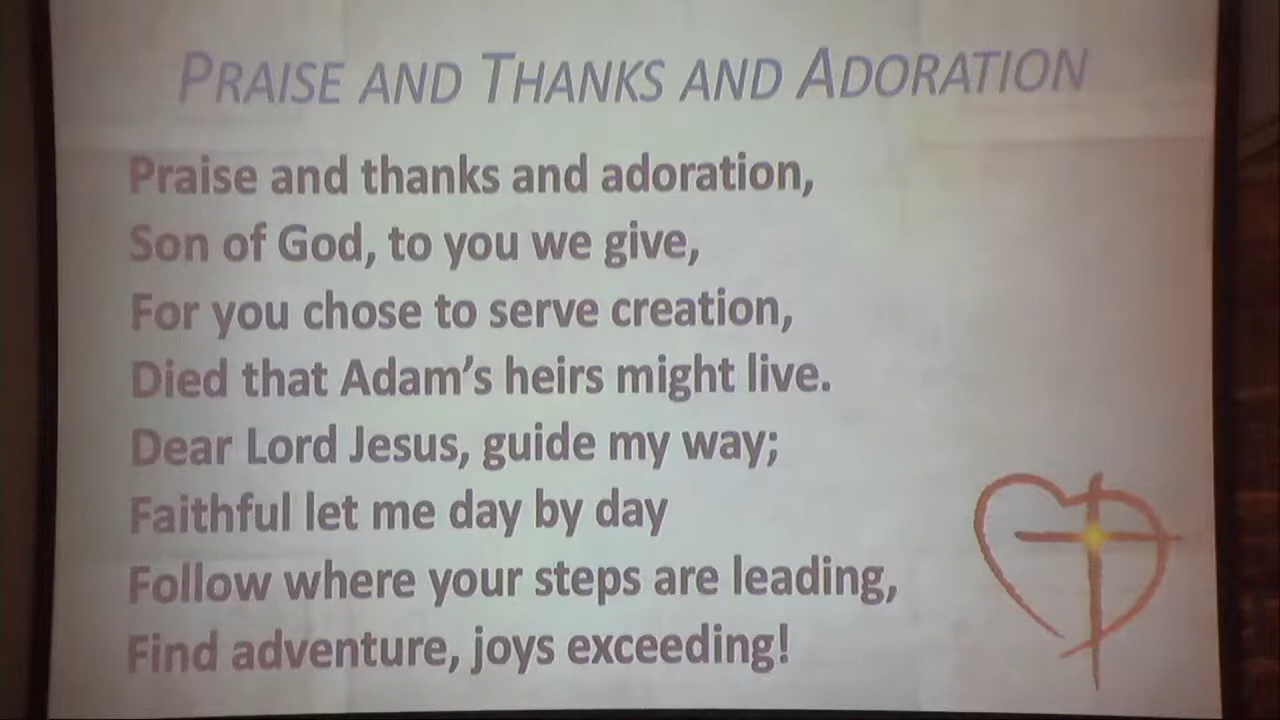 PRAISE AND THANKS AND ADORATION
Praise and thanks and adoration,
Son of God, to you we give,
For you chose to serve creation,
Died that Adam's heirs might live.
Dear Lord Jesus, guide my way;
Faithful let me day by day
Follow where your steps are leading,
Find adventure, joys exceeding!